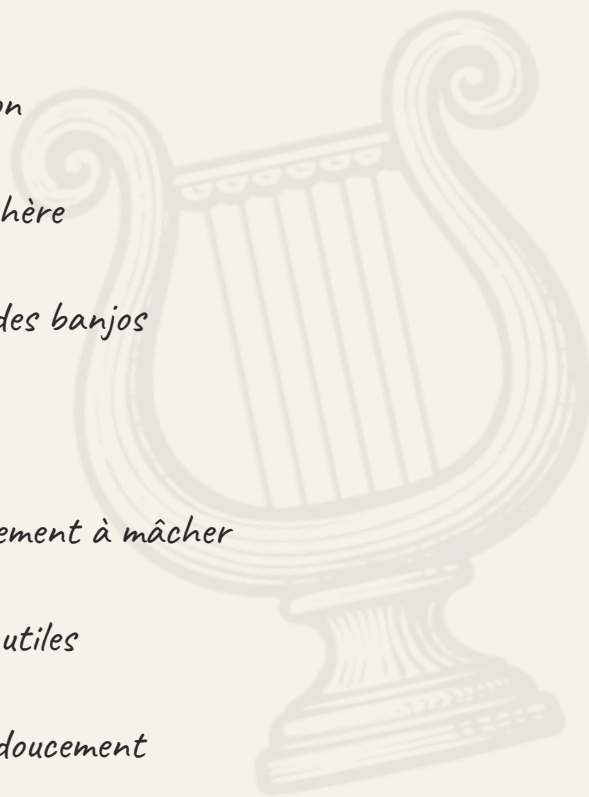 on
hère
des banjos
ement à mâcher
utiles
doucement